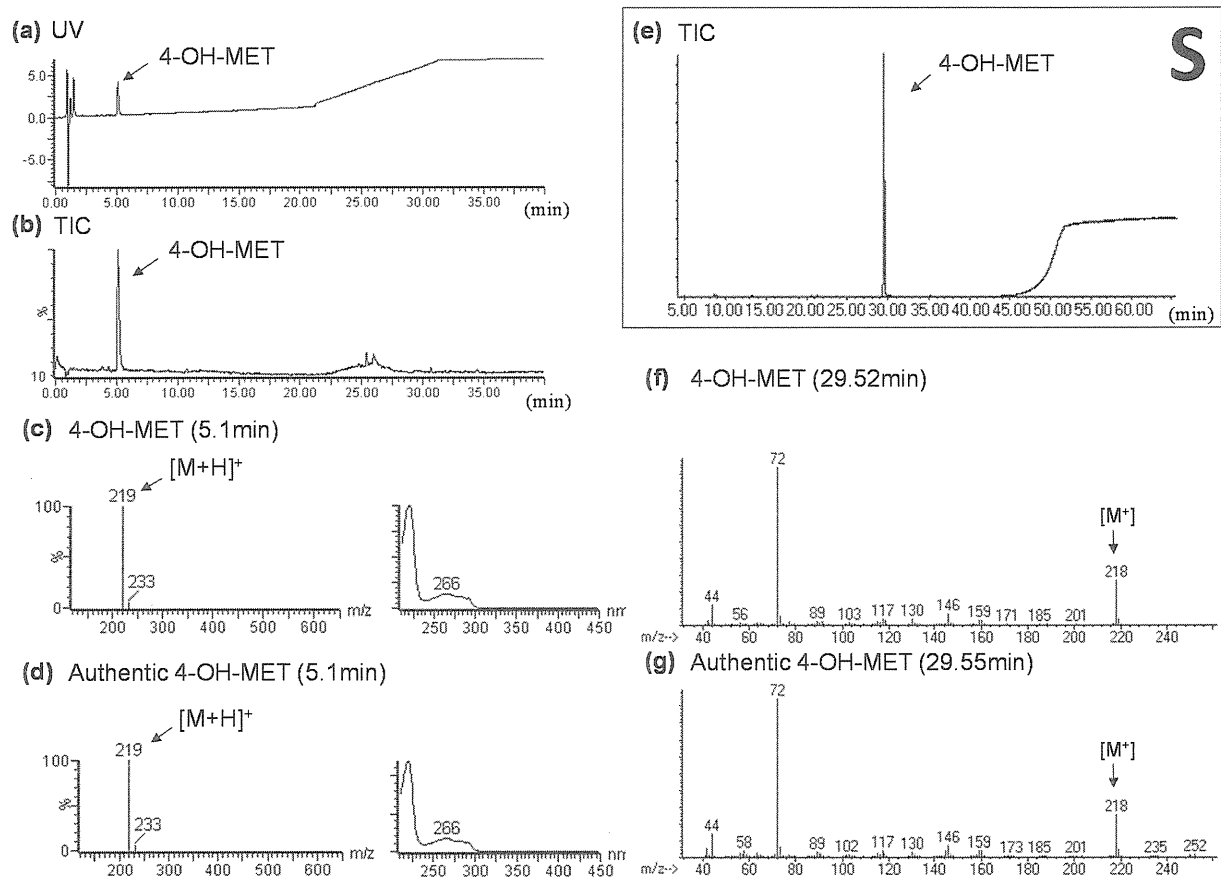 (a) UV
4-OH-MET
5.0
0.0
-5.0
0.00 5.00 10.00 15.00 20.00 25.00 30.00 35.00
(min)
(b) TIC
4-OH-MET
%
10
0.00 5.00 10.00 15.00 20.00 25.00 30.00 35.00
(min)
(c) 4-OH-MET (5.1min)
[M+H]+
219
100
%
233
0
200 300 400 500 600 m/z
266
250 300 350 400 450 nm
(d) Authentic 4-OH-MET (5.1min)
[M+H]+
219
100
%
233
0
200 300 400 500 600 m/z
266
250 300 350 400 450 nm
(e) TIC
S
4-OH-MET
5.00 10.00 15.00 20.00 25.00 30.00 35.00 40.00 45.00 50.00 55.00 60.00
(min)
(f) 4-OH-MET (29.52min)
72
[M+]
218
44 56 89 103 117 130 146 159 171 185 201
m/z--> 40 60 80 100 120 140 160 180 200 220 240
(g) Authentic 4-OH-MET (29.55min)
72
[M+]
218
44 58 89 102 117 130 146 159 173 185 201 235 252
m/z--> 40 60 80 100 120 140 160 180 200 220 240